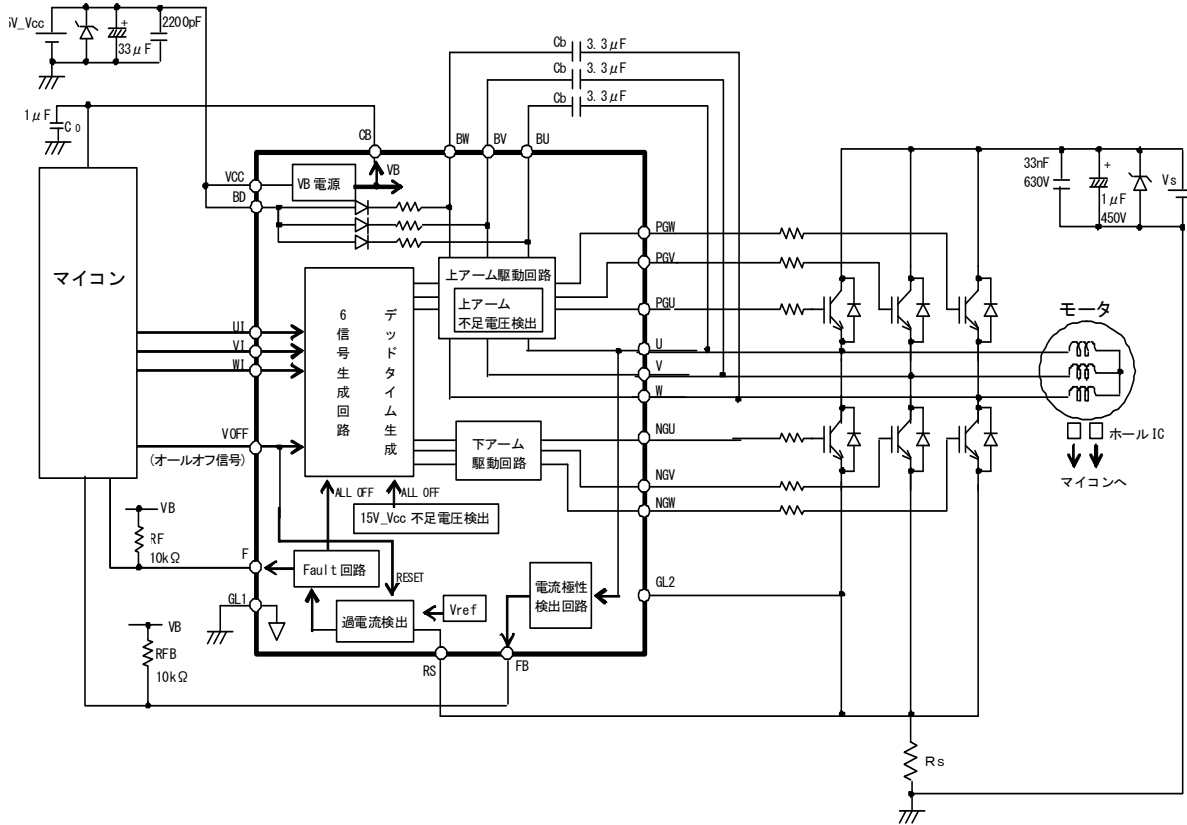 5V_Vcc
33μF
2200pF
Cb 3.3μF
Cb 3.3μF
Cb 3.3μF
1μF
C0
CB
BW
BV
BU
VCC
BD
VB電源
VB
マイコン
UI
VI
WI
VOFF
(オールオフ信号)
6信号生成回路
デッドタイム生成
上アーム駆動回路
上アーム
不足電圧検出
下アーム
駆動回路
ALL OFF
ALL OFF
15V_Vcc 不足電圧検出
VB
RF
10kΩ
F
Fault回路
RESET
GL1
過電流検出
Vref
電流極性
検出回路
VB
RFB
10kΩ
RS
FB
PGW
PGV
PGU
U
V
W
NGU
NGV
NGW
GL2
33nF
630V
1μF
450V
Vs
モータ
ホールIC
マイコンへ
Rs